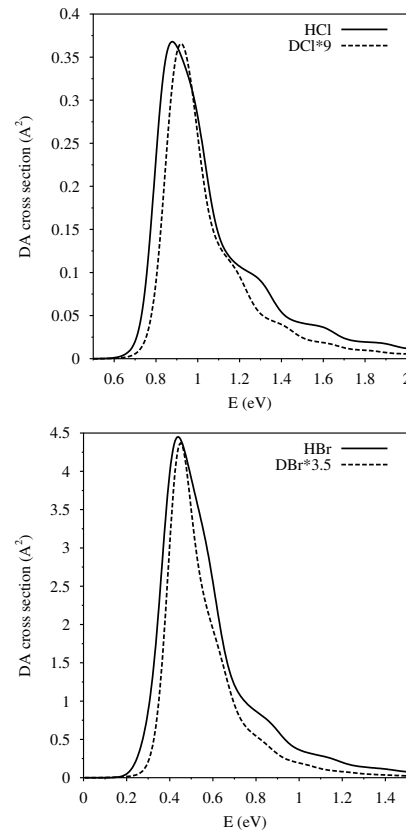 HCl
DCl*9
DA cross section (A²)
0.4
0.35
0.3
0.25
0.2
0.15
0.1
0.05
0
0.6 0.8 1 1.2 1.4 1.6 1.8 2
E (eV)
HBr
DBr*3.5
DA cross section (A²)
4.5
4
3.5
3
2.5
2
1.5
1
0.5
0
0 0.2 0.4 0.6 0.8 1 1.2 1.4
E (eV)